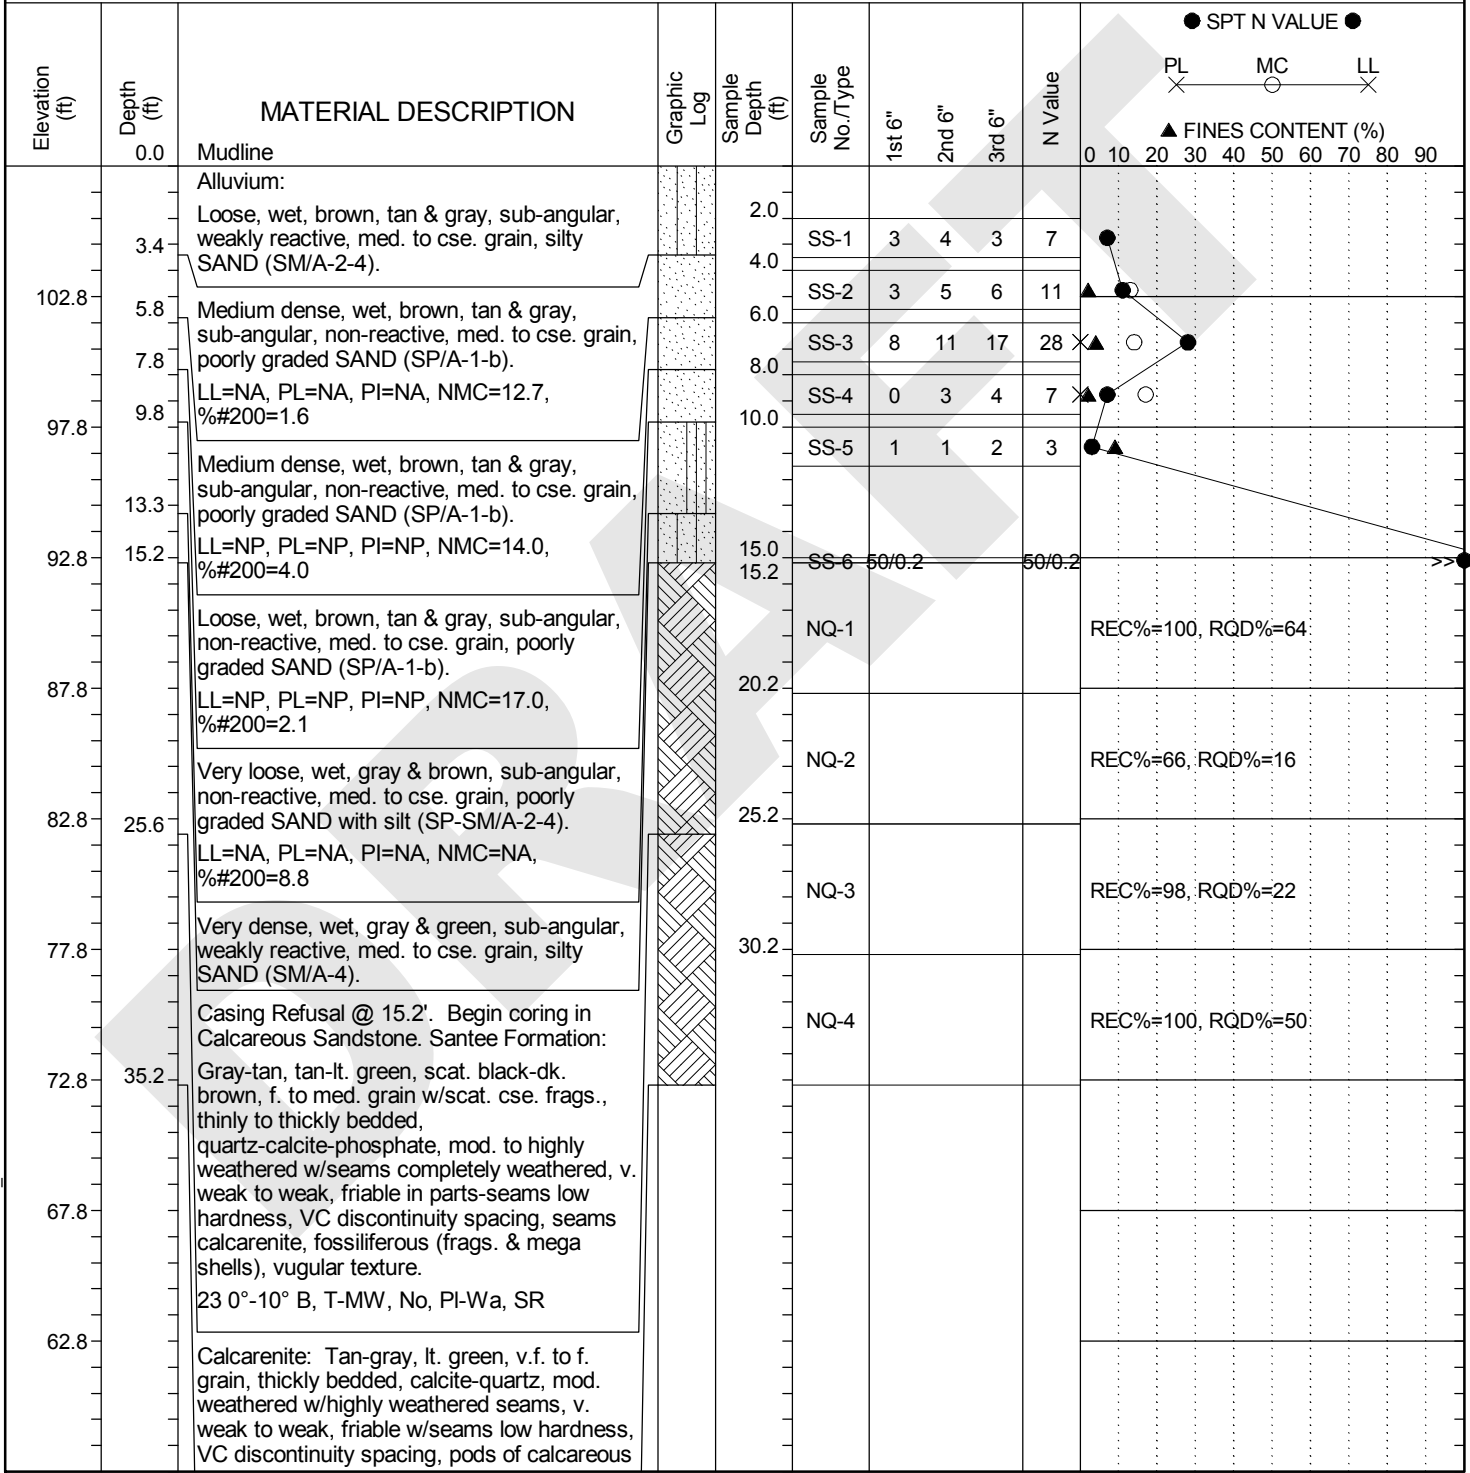 ● SPT N VALUE ●
PL MC LL
▲ FINES CONTENT (%)
0 10 20 30 40 50 60 70 80 90
Elevation (ft)
Depth (ft)
0.0
MATERIAL DESCRIPTION
Graphic Log
Sample Depth (ft)
Sample No./Type
1st 6"
2nd 6"
3rd 6"
N Value
Mudline
Alluvium:
Loose, wet, brown, tan & gray, sub-angular,
weakly reactive, med. to cse. grain, silty
SAND (SM/A-2-4).
Medium dense, wet, brown, tan & gray,
sub-angular, non-reactive, med. to cse. grain,
poorly graded SAND (SP/A-1-b).
LL=NA, PL=NA, PI=NA, NMC=12.7,
%#200=1.6
Medium dense, wet, brown, tan & gray,
sub-angular, non-reactive, med. to cse. grain,
poorly graded SAND (SP/A-1-b).
LL=NP, PL=NP, PI=NP, NMC=14.0,
%#200=4.0
Loose, wet, brown, tan & gray, sub-angular,
non-reactive, med. to cse. grain, poorly
graded SAND (SP/A-1-b).
LL=NP, PL=NP, PI=NP, NMC=17.0,
%#200=2.1
Very loose, wet, gray & brown, sub-angular,
non-reactive, med. to cse. grain, poorly
graded SAND with silt (SP-SM/A-2-4).
LL=NA, PL=NA, PI=NA, NMC=NA,
%#200=8.8
Very dense, wet, gray & green, sub-angular,
weakly reactive, med. to cse. grain, silty
SAND (SM/A-4).
Casing Refusal @ 15.2'. Begin coring in
Calcareous Sandstone. Santee Formation:
Gray-tan, tan-lt. green, scat. black-dk.
brown, f. to med. grain w/scat. cse. frags.,
thinly to thickly bedded,
quartz-calcite-phosphate, mod. to highly
weathered w/seams completely weathered, v.
weak to weak, friable in parts-seams low
hardness, VC discontinuity spacing, seams
calcarenite, fossiliferous (frags. & mega
shells), vugular texture.
23 0°-10° B, T-MW, No, Pl-Wa, SR
Calcarenite: Tan-gray, lt. green, v.f. to f.
grain, thickly bedded, calcite-quartz, mod.
weathered w/highly weathered seams, v.
weak to weak, friable w/seams low hardness,
VC discontinuity spacing, pods of calcareous
102.8
97.8
92.8
87.8
82.8
77.8
72.8
67.8
62.8
3.4
5.8
7.8
9.8
13.3
15.2
25.6
35.2
2.0
4.0
6.0
8.0
10.0
15.0
15.2
20.2
25.2
30.2
SS-1 3 4 3 7
SS-2 3 5 6 11
SS-3 8 11 17 28
SS-4 0 3 4 7
SS-5 1 1 2 3
SS-6 50/0.2 50/0.2 >>
NQ-1 REC%=100, RQD%=64
NQ-2 REC%=66, RQD%=16
NQ-3 REC%=98, RQD%=22
NQ-4 REC%=100, RQD%=50
DRAFT